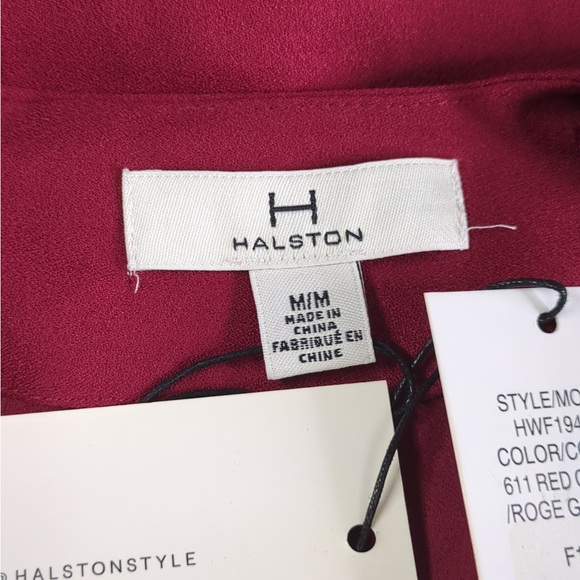 H
HALSTON
M/M
MADE IN
CHINA
FABRIQUÉ EN
CHINE
@HALSTONSTYLE
STYLE/MO
HWF194
COLOR/CO
611 RED
/ROGE G
F1